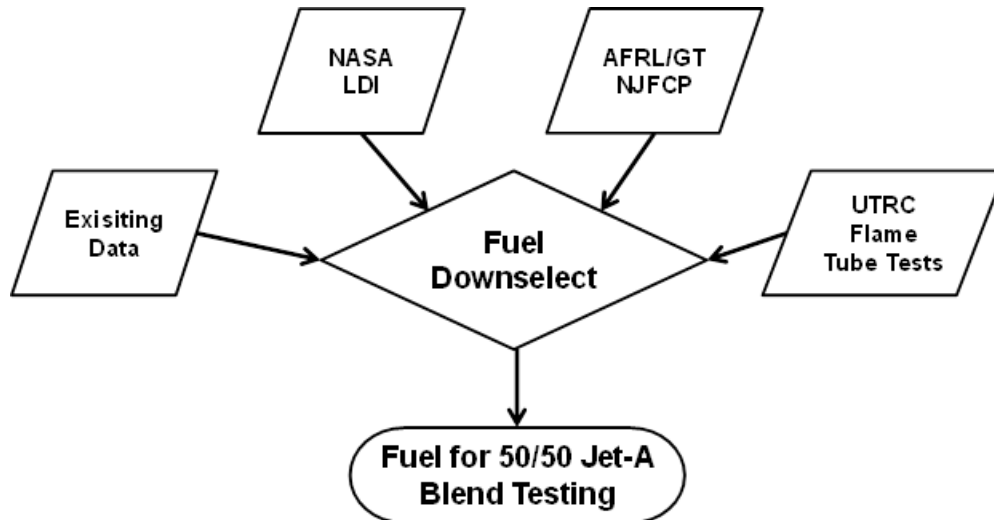 NASA
LDI
AFRL/GT
NJFCP
Exisiting
Data
Fuel
Downselect
UTRC
Flame
Tube Tests
Fuel for 50/50 Jet-A
Blend Testing